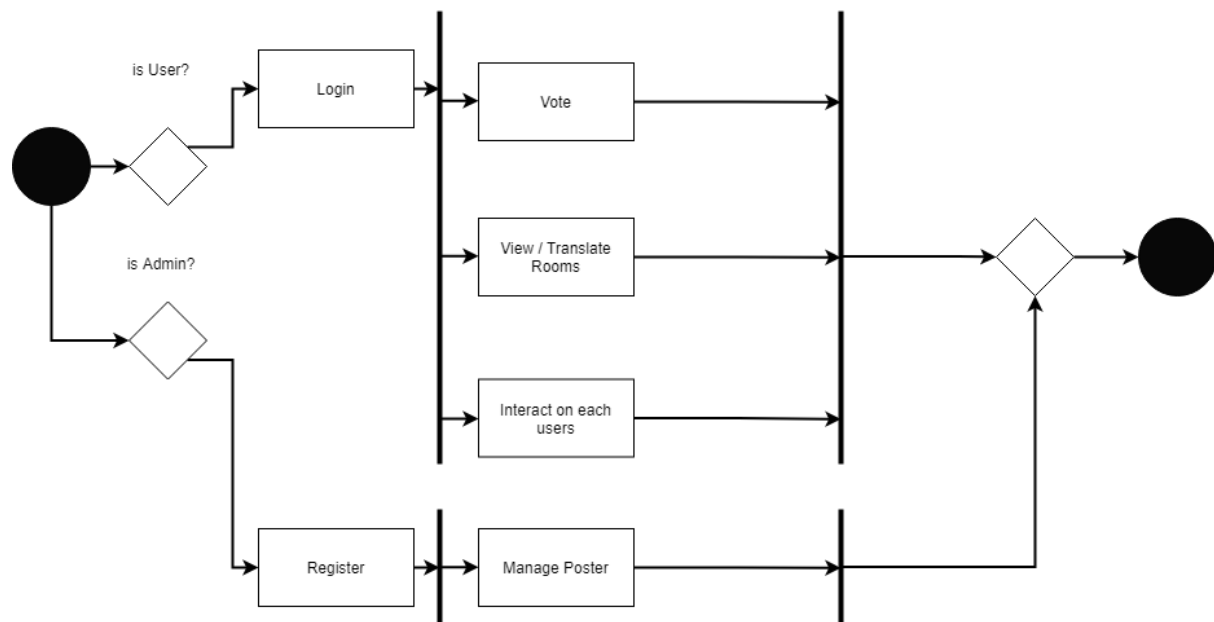 is User?
Login
Vote
is Admin?
View / Translate
Rooms
Interact on each
users
Register
Manage Poster